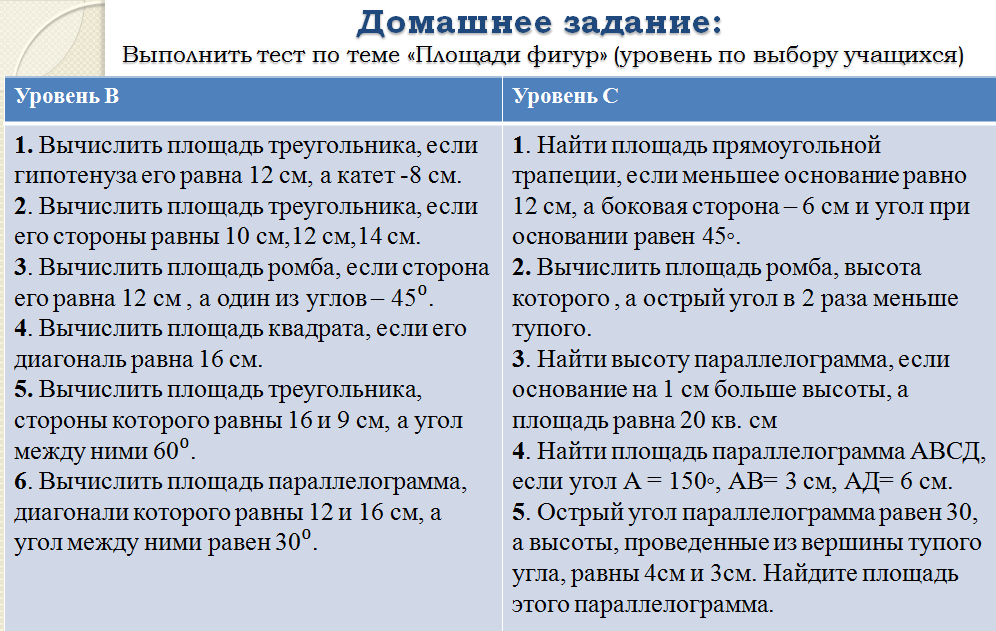 Домашнее задание:
Выполнить тест по теме «Площади фигур» (уровень по выбору учащихся)
Уровень В
1. Вычислить площадь треугольника, если
гипотенуза его равна 12 см, а катет -8 см.
2. Вычислить площадь треугольника, если
его стороны равны 10 см,12 см,14 см.
3. Вычислить площадь ромба, если сторона
его равна 12 см , а один из углов – 45⁰.
4. Вычислить площадь квадрата, если его
диагональ равна 16 см.
5. Вычислить площадь треугольника,
стороны которого равны 16 и 9 см, а угол
между ними 60⁰.
6. Вычислить площадь параллелограмма,
диагонали которого равны 12 и 16 см, а
угол между ними равен 30⁰.
Уровень С
1. Найти площадь прямоугольной
трапеции, если меньшее основание равно
12 см, а боковая сторона – 6 см и угол при
основании равен 45◦.
2. Вычислить площадь ромба, высота
которого , а острый угол в 2 раза меньше
тупого.
3. Найти высоту параллелограмма, если
основание на 1 см больше высоты, а
площадь равна 20 кв. см
4. Найти площадь параллелограмма АВСД,
если угол А = 150◦, АВ= 3 см, АД= 6 см.
5. Острый угол параллелограмма равен 30,
а высоты, проведенные из вершины тупого
угла, равны 4см и 3см. Найдите площадь
этого параллелограмма.